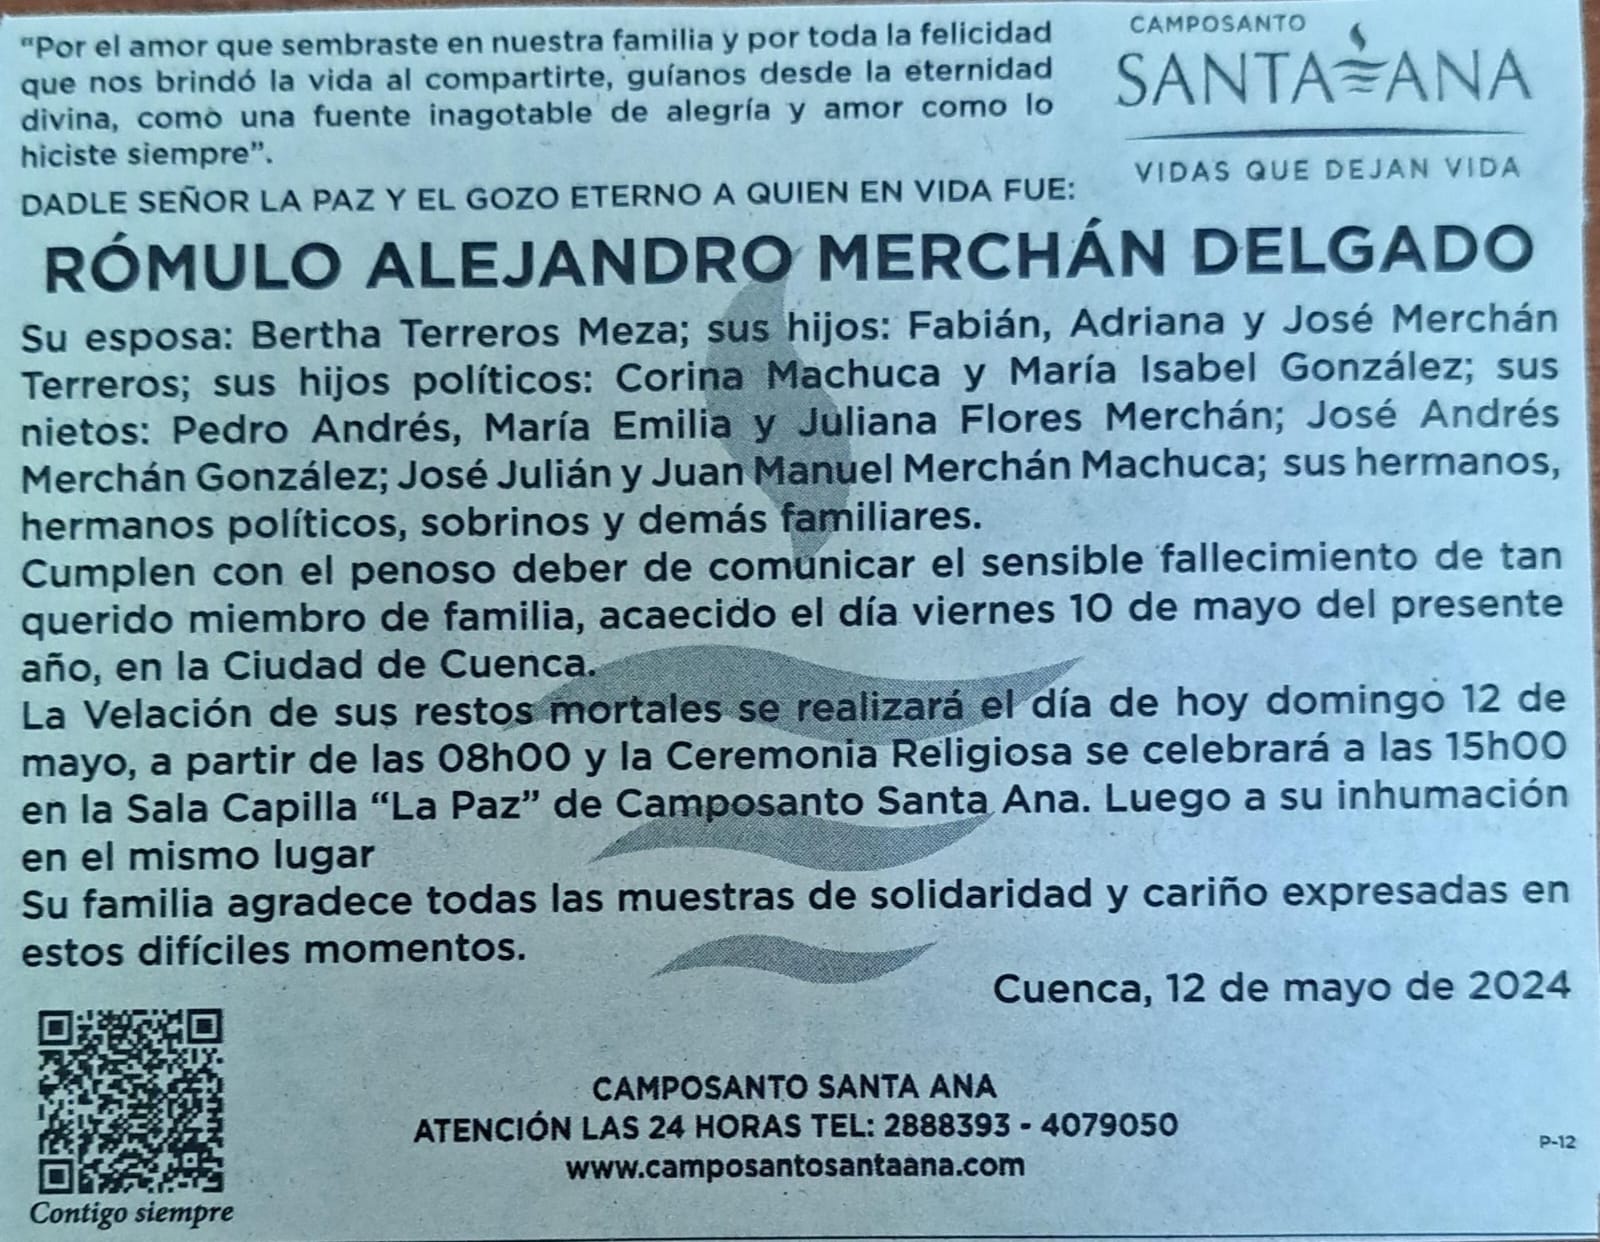 "Por el amor que sembraste en nuestra familia y por toda la felicidad
que nos brindó la vida al compartirte, guíanos desde la eternidad
divina, como una fuente inagotable de alegría y amor como lo
hiciste siempre".
CAMPOSANTO
SANTA ANA
VIDAS QUE DEJAN VIDA
DADLE SEÑOR LA PAZ Y EL GOZO ETERNO A QUIEN EN VIDA FUE:
RÓMULO ALEJANDRO MERCHÁN DELGADO
Su esposa: Bertha Terreros Meza; sus hijos: Fabián, Adriana y José Merchán
Terreros; sus hijos políticos: Corina Machuca y María Isabel González; sus
nietos: Pedro Andrés, María Emilia y Juliana Flores Merchán; José Andrés
Merchán González; José Julián y Juan Manuel Merchán Machuca; sus hermanos,
hermanos políticos, sobrinos y demás familiares.
Cumplen con el penoso deber de comunicar el sensible fallecimiento de tan
querido miembro de familia, acaecido el día viernes 10 de mayo del presente
año, en la Ciudad de Cuenca.
La Velación de sus restos mortales se realizará el día de hoy domingo 12 de
mayo, a partir de las 08h00 y la Ceremonia Religiosa se celebrará a las 15h00
en la Sala Capilla "La Paz" de Camposanto Santa Ana. Luego a su inhumación
en el mismo lugar
Su familia agradece todas las muestras de solidaridad y cariño expresadas en
estos difíciles momentos.
Cuenca, 12 de mayo de 2024
CAMPOSANTO SANTA ANA
ATENCIÓN LAS 24 HORAS TEL: 2888393 - 4079050
www.camposantosantaana.com
P-12
Contigo siempre